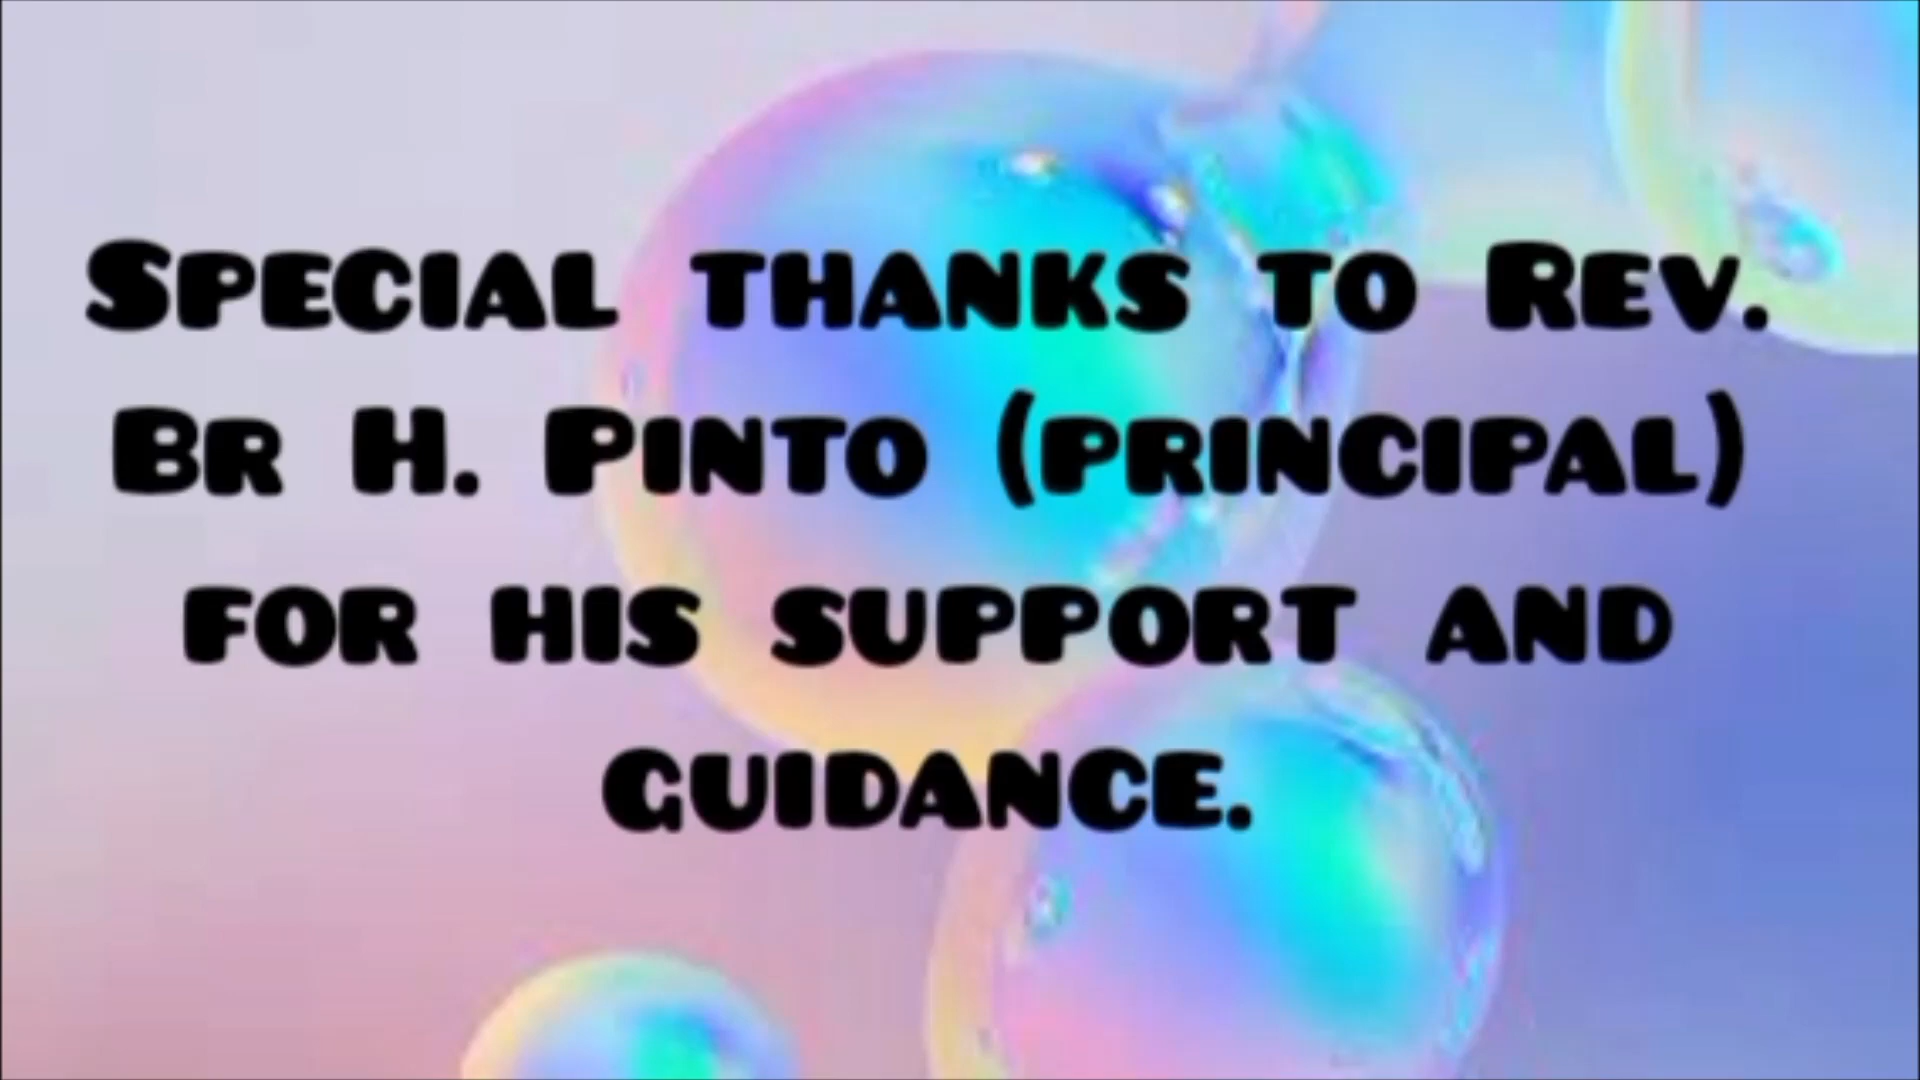 Special thanks to Rev.
Br H. Pinto (principal)
for his support and
guidance.